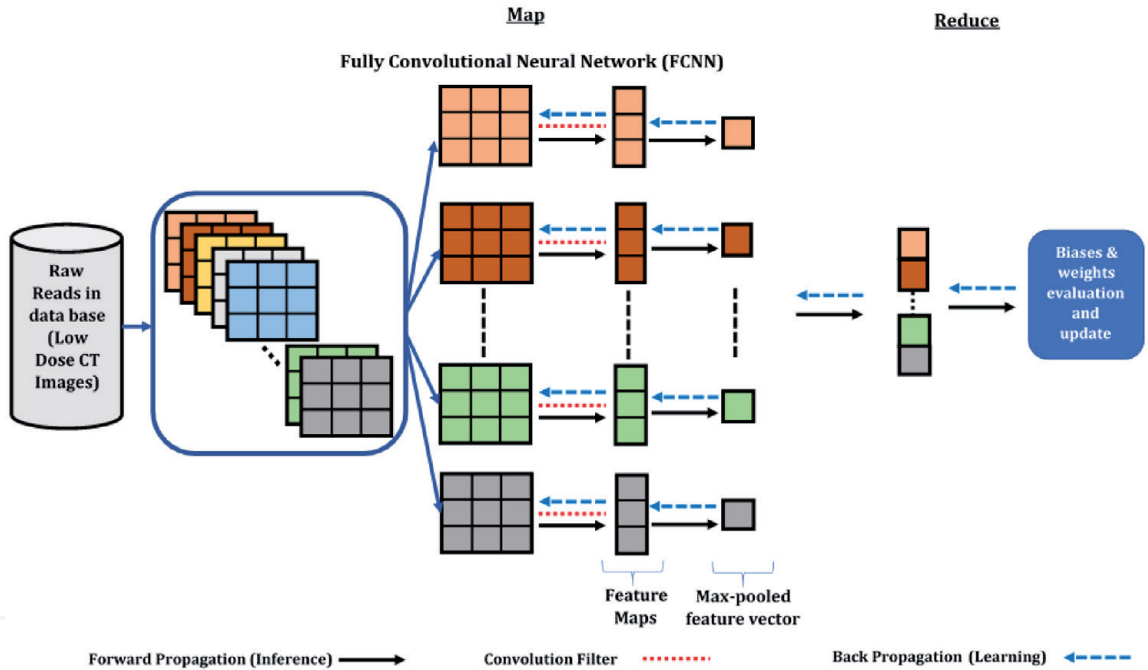 Map
Reduce
Fully Convolutional Neural Network (FCNN)
Raw
Reads in
data base
(Low
Dose CT
Images)
Biases &
weights
evaluation
and
update
Feature
Maps
Max-pooled
feature vector
Forward Propagation (Inference)
Convolution Filter
Back Propagation (Learning)